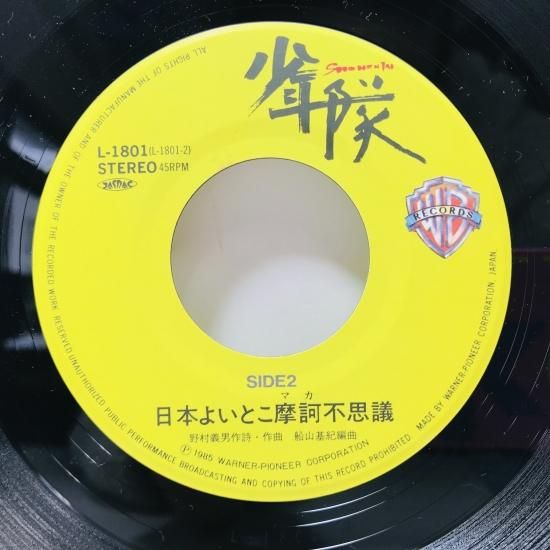 少年隊
SHOONENTAI
L-1801(L-1801-2)
STEREO 45RPM
JASRAC
RECORDS
SIDE2
マカ
日本よいとこ摩訶不思議
野村義男作詩・作曲 船山基紀編曲
Ⓟ1985 WARNER-PIONEER CORPORATION
ALL RIGHTS OF THE MANUFACTURER AND OF THE OWNER OF THE RECORDED WORK RESERVED UNAUTHORIZED PUBLIC PERFORMANCE BROADCASTING AND COPYING OF THIS RECORD PROHIBITED.
MADE BY WARNER-PIONEER CORPORATION, JAPAN.